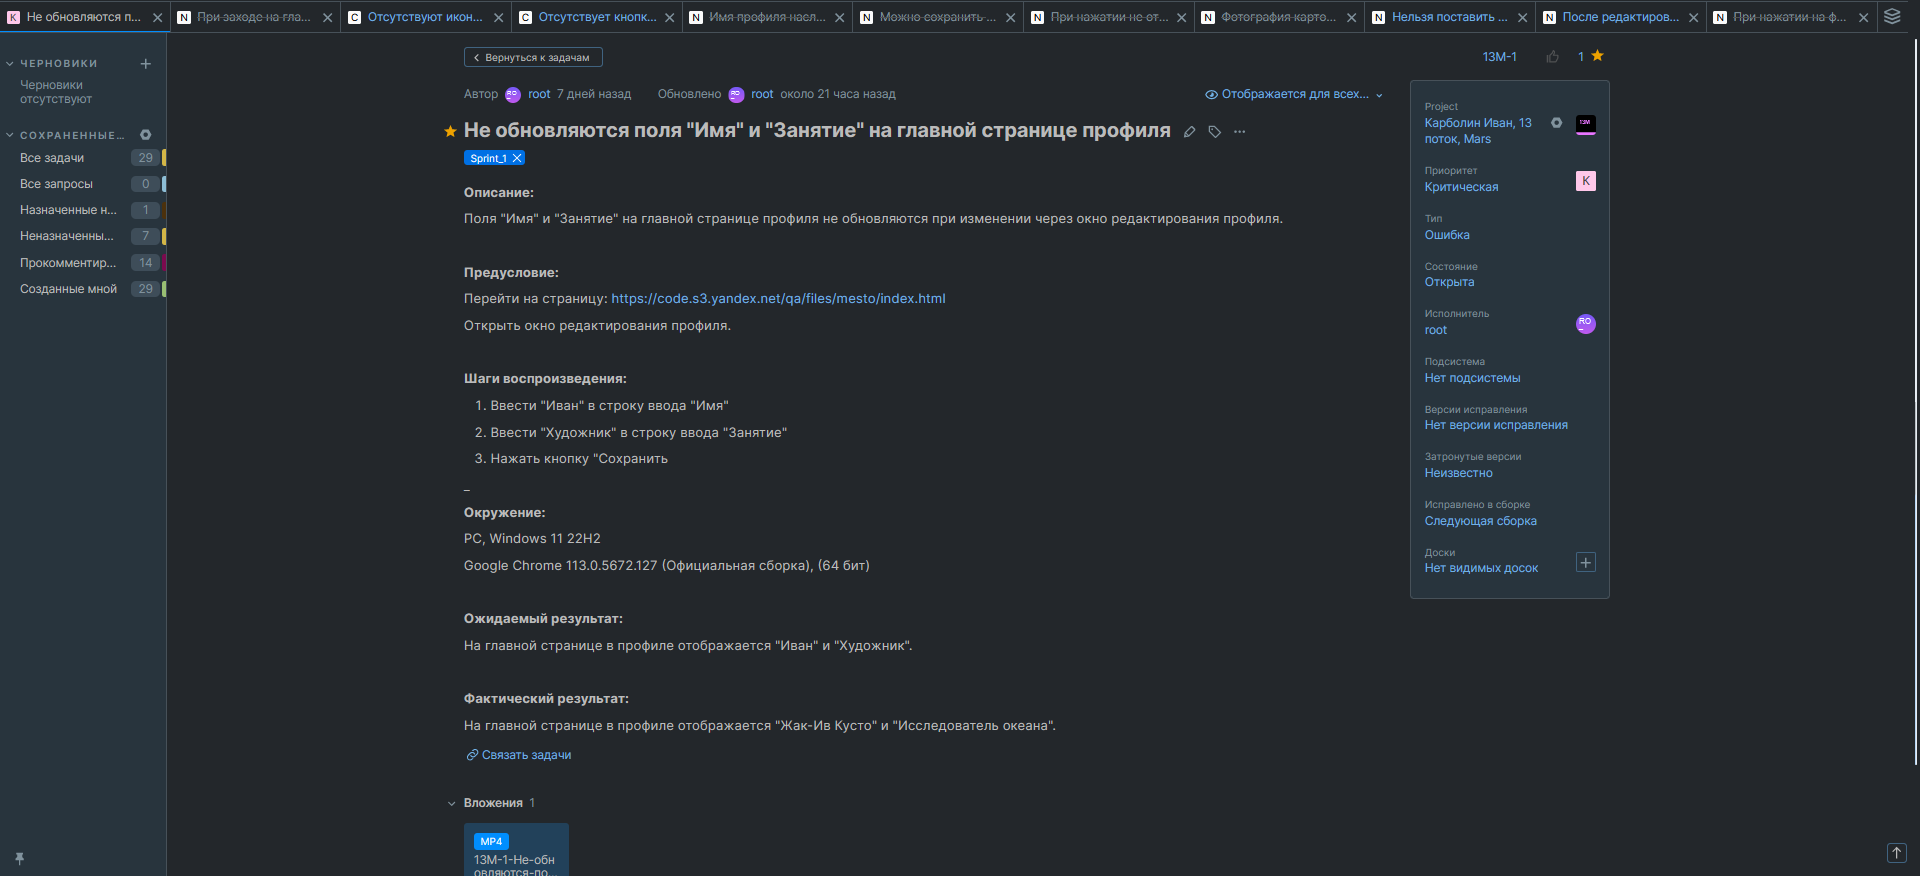 K Не обновляются п...
N При заходе на гла...
C Отсутствуют икон...
C Отсутствует кнопк...
N Имя профиля насл...
N Можно сохранить ...
N При нажатии не от...
N Фотография карто...
N Нельзя поставить ...
N После редактиров...
N При нажатии на ф...
ЧЕРНОВИКИ
Черновики
отсутствуют
СОХРАНЕННЫЕ...
Все задачи 29
Все запросы 0
Назначенные н... 1
Неназначенны... 7
Прокомментир... 14
Созданные мной 29
Вернуться к задачам
13M-1
1
Автор RO root 7 дней назад Обновлено RO root около 21 часа назад
Отображается для всех...
Не обновляются поля "Имя" и "Занятие" на главной странице профиля
Sprint_1
Описание:
Поля "Имя" и "Занятие" на главной странице профиля не обновляются при изменении через окно редактирования профиля.
Предусловие:
Перейти на страницу: https://code.s3.yandex.net/qa/files/mesto/index.html
Открыть окно редактирования профиля.
Шаги воспроизведения:
1. Ввести "Иван" в строку ввода "Имя"
2. Ввести "Художник" в строку ввода "Занятие"
3. Нажать кнопку "Сохранить
_
Окружение:
PC, Windows 11 22H2
Google Chrome 113.0.5672.127 (Официальная сборка), (64 бит)
Ожидаемый результат:
На главной странице в профиле отображается "Иван" и "Художник".
Фактический результат:
На главной странице в профиле отображается "Жак-Ив Кусто" и "Исследователь океана".
Связать задачи
Вложения 1
MP4
13M-1-Не-обн
овляются-по...
Project
Карболин Иван, 13
поток, Mars
13M
Приоритет
Критическая
K
Тип
Ошибка
Состояние
Открыта
Исполнитель
root
RO
Подсистема
Нет подсистемы
Версии исправления
Нет версии исправления
Затронутые версии
Неизвестно
Исправлено в сборке
Следующая сборка
Доски
Нет видимых досок